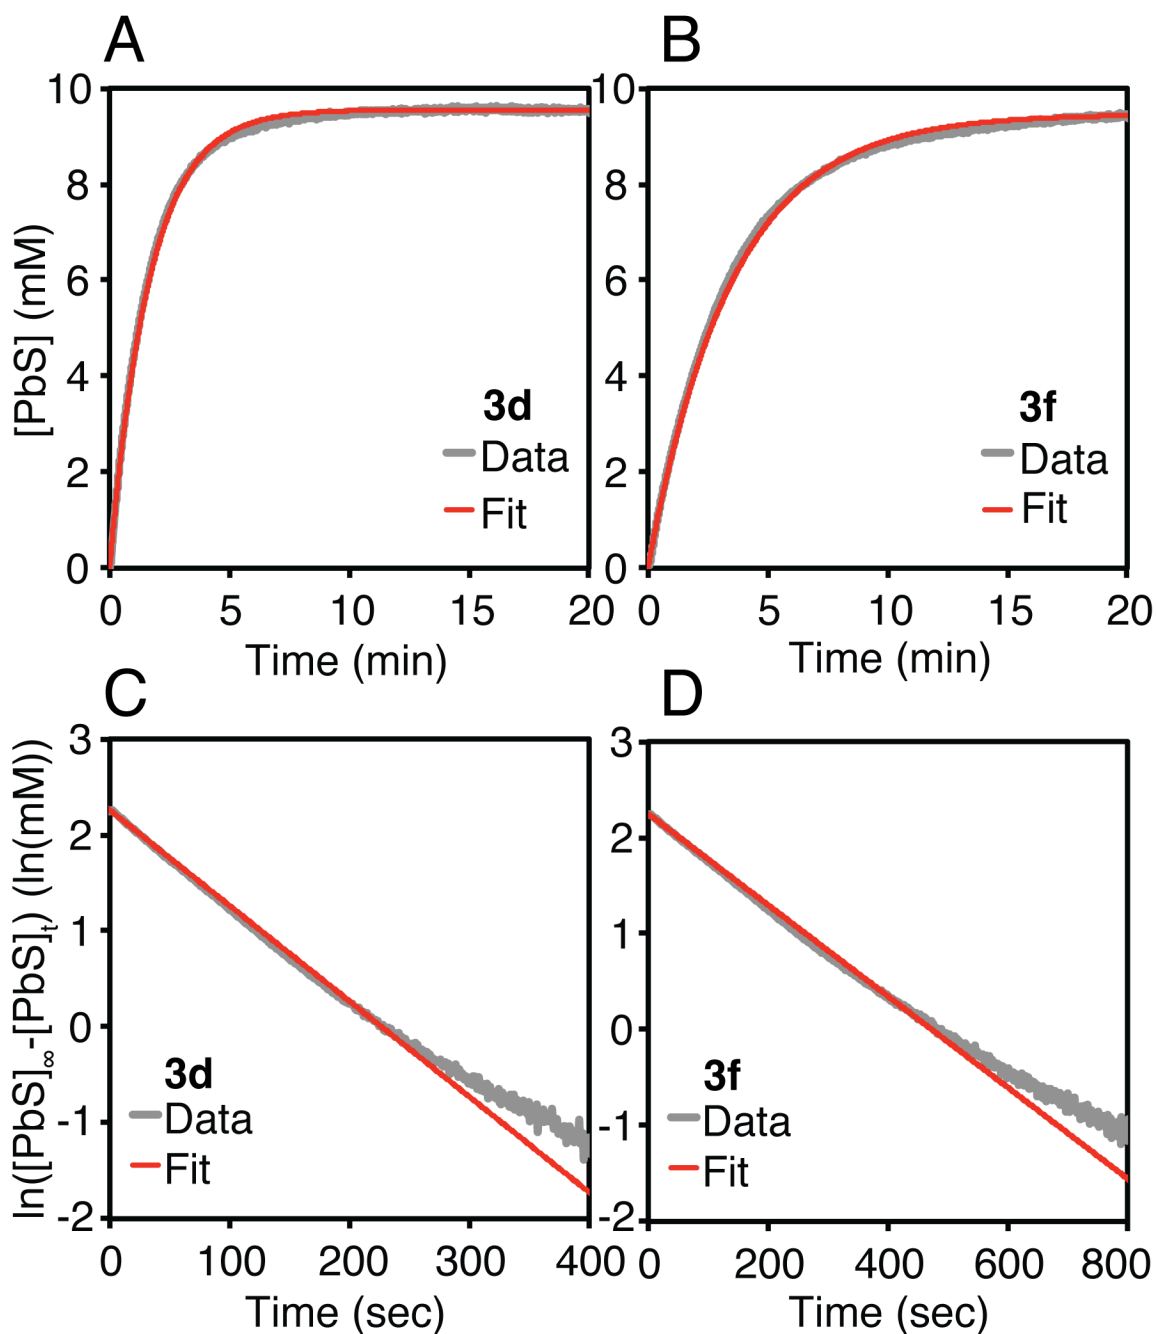 A
[PbS] (mM)
10
8
6
4
2
0
3d
Data
Fit
0 5 10 15 20
Time (min)
B
10
8
6
4
2
0
3f
Data
Fit
0 5 10 15 20
Time (min)
C
ln([PbS]∞-[PbS]t) (ln(mM))
3
2
1
0
-1
-2
3d
Data
Fit
0 100 200 300 400
Time (sec)
D
3
2
1
0
-1
-2
3f
Data
Fit
0 200 400 600 800
Time (sec)